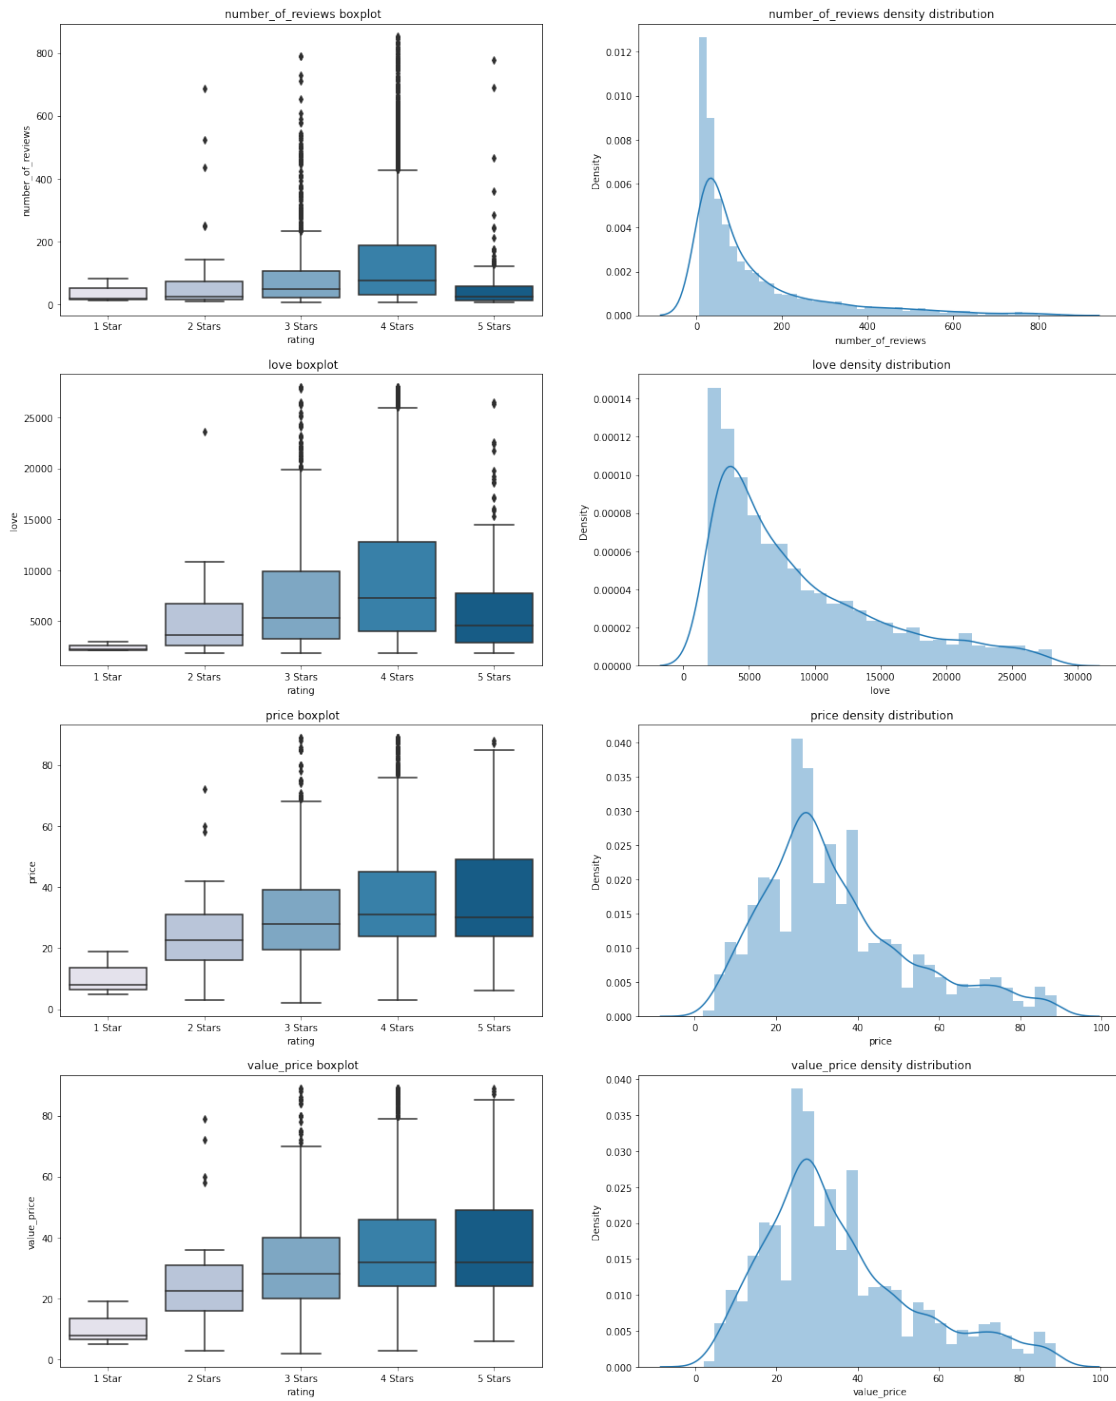 number_of_reviews boxplot
800
600
400
200
0
number_of_reviews
1 Star 2 Stars 3 Stars 4 Stars 5 Stars
rating
number_of_reviews density distribution
0.012
0.010
0.008
0.006
0.004
0.002
0.000
Density
0 200 400 600 800
number_of_reviews
love boxplot
25000
20000
15000
10000
5000
love
1 Star 2 Stars 3 Stars 4 Stars 5 Stars
rating
love density distribution
0.00014
0.00012
0.00010
0.00008
0.00006
0.00004
0.00002
0.00000
Density
0 5000 10000 15000 20000 25000 30000
love
price boxplot
80
60
40
20
0
price
1 Star 2 Stars 3 Stars 4 Stars 5 Stars
rating
price density distribution
0.040
0.035
0.030
0.025
0.020
0.015
0.010
0.005
0.000
Density
0 20 40 60 80 100
price
value_price boxplot
80
60
40
20
0
value_price
1 Star 2 Stars 3 Stars 4 Stars 5 Stars
rating
value_price density distribution
0.040
0.035
0.030
0.025
0.020
0.015
0.010
0.005
0.000
Density
0 20 40 60 80 100
value_price